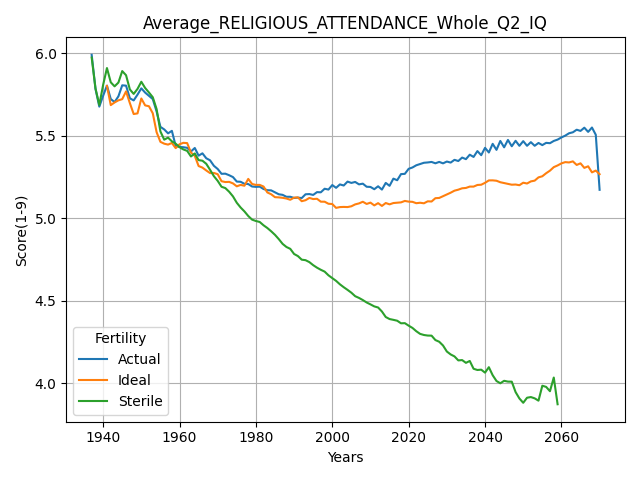 Average_RELIGIOUS_ATTENDANCE_Whole_Q2_IQ
Score(1-9)
6.0
5.5
5.0
4.5
4.0
Fertility
Actual
Ideal
Sterile
1940 1960 1980 2000 2020 2040 2060
Years